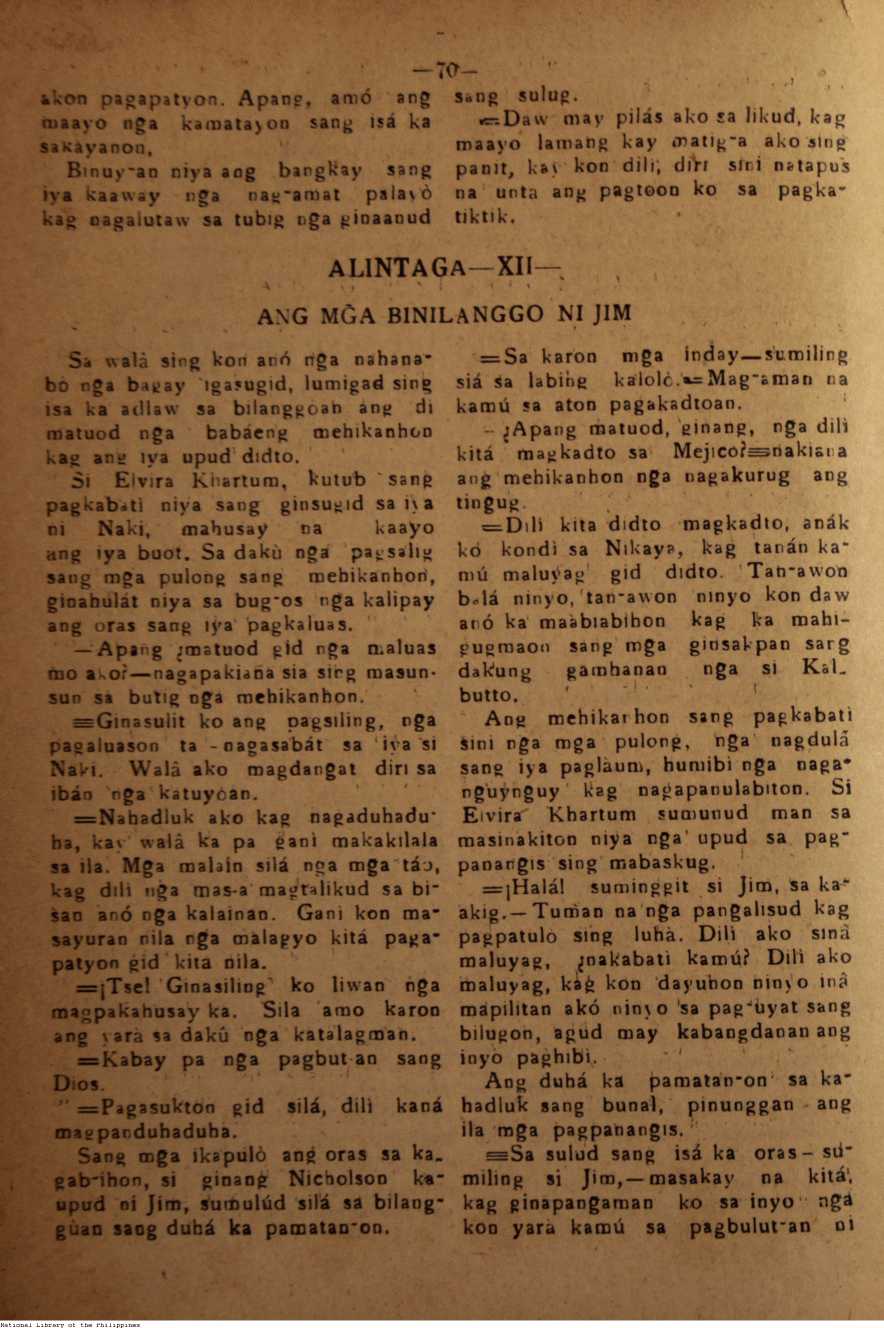 —70—
akon pagapatyon. Apang, amó ang
maayo nga kamatayon sang isá ka
sakayanon,
Binuy-an niya ang bangkay sang
iya kaaway nga nag-amat palayò
kag nagalutaw sa tubig nga ginaanud
sang sulug.
=Daw may pilás ako sa likud, kag
maayo lamang kay matig-a ako sing
panit, kay kon dili, diri sini natapus
na unta ang pagtoon ko sa pagka-
tiktik.
ALINTAGA—XII—
ANG MG̃A BINILANGGO NI JIM
Sa walâ sing kon anó nga nahana-
bò nga bagay igasugid, lumigad sing
isa ka adlaw sa bilanggoan ang di
matuod nga babáeng mehikanhon
kag ang iya upud didto.
Si Elvira Khartum, kutub sang
pagkabatì niya sang ginsugid sa iya
ni Naki, mahusay na kaayo
ang iya buot. Sa dakù nga pagsalig
sang mga pulong sang mehikanhon,
ginahulát niya sa bug-os nga kalipay
ang oras sang iya pagkaluas.
—Apang ¿matuod gid nga maluas
mo ako?—nagapakiana sia sing masun-
sun sa butig nga mehikanhon.
=Ginasulit ko ang pagsiling, nga
pagaluason ta -nagasabát sa iya si
Naki. Walâ ako magdangat diri sa
ibán nga katuyoan.
=Nahadluk ako kag nagaduhadu-
ha, kay walâ ka pa gani makakilala
sa ila. Mga malain silá nga mga táo,
kag dili nga mas-a magtalikud sa bi-
san anó nga kalainan. Gani kon ma-
sayuran nila nga malagyo kitá paga-
patyon gid kita nila.
=¡Tse! Ginasiling ko liwan nga
magpakahusay ka. Sila amo karon
ang yarà sa dakû nga katalagman.
=Kabay pa nga pagbut-an sang
Dios.
=Pagasukton gid silá, dilì kaná
magpanduhaduha.
Sang mga ikapulò ang oras sa ka-
gab-ihon, si ginang Nicholson ka-
upud ni Jim, sumulúd silá sa bilang-
gùan sang duhá ka pamatan-on.
=Sa karon mga inday—sumiling
siá sa labing kalolò.=Mag-aman na
kamú sa aton pagakadtoan.
-¿Apang matuod, ginang, nga dilì
kitá magkadto sa Mejico?=nakiana
ang mehikanhon nga nagakurug ang
tingug.
=Dilì kita didto magkadto, anák
ko kondì sa Nikaya, kag tanán ka-
mú maluyag gid didto. Tan-awon
balá ninyo, tan-awon ninyo kon daw
anó ka maabiabihon kag ka mahi-
gugmaon sang mga ginsakpan sang
dakung gamhanan nga si Kal-
butto.
Ang mehikanhon sang pagkabatì
sini nga mga pulong, nga nagdulá
sang iya paglàum, humibì nga naga-
nguynguy kag nagapanulabiton. Si
Elvira Khartum sumunud man sa
masinakiton niya nga upud sa pag-
panangis sing mabaskug.
=¡Halá! suminggit si Jim, sa ka-
akig.—Tuman na nga pangalisud kag
pagpatulò sing luhà. Dilì ako sinâ
maluyag, ¿nakabati kamú? Dilì ako
maluyag, kag kon dayuhon ninyo inâ
mapilitan akó ninyo sa pag-uyat sang
bilugon, agud may kabangdanan ang
inyo paghibì.
Ang duhá ka pamatan-on sa ka-
hadluk sang bunal, pinunggan ang
ila mga pagpanangis.
=Sa sulud sang isá ka oras—su-
miling si Jim,—masakay na kitá,
kag ginapangaman ko sa inyo nga
kon yarà kamú sa pagbulut-an ni
National Library of the Philippines